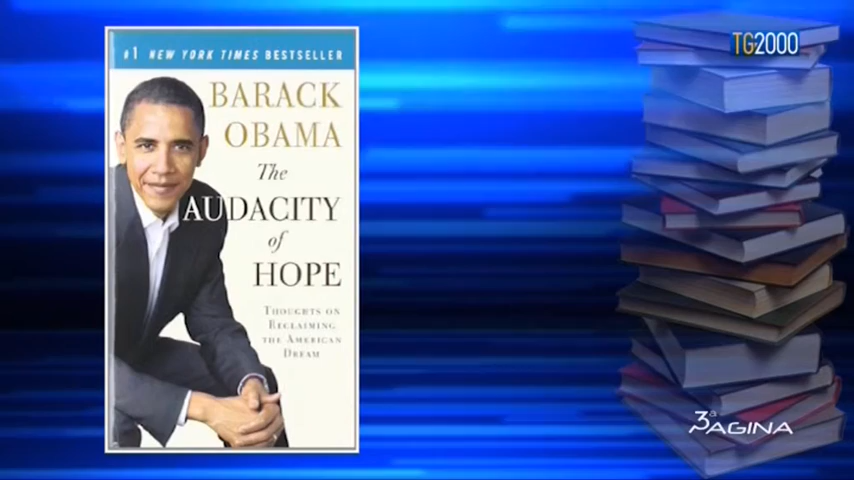 #1 NEW YORK TIMES BESTSELLER
BARACK
OBAMA
The
AUDACITY
of
HOPE
THOUGHTS ON
RECLAIMING
THE AMERICAN
DREAM
TG2000
3a
PAGINA